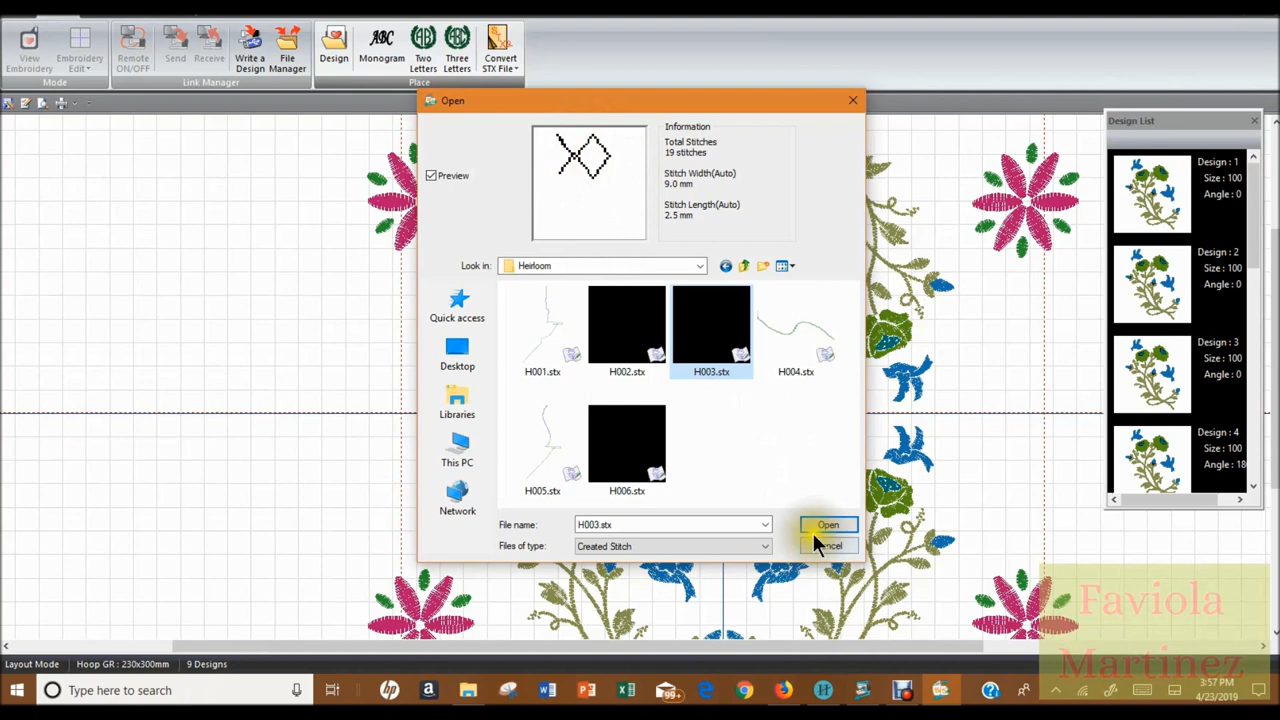 View Embroidery
Embroidery Edit
Mode
Remote ON/OFF
Send
Receive
Write a Design
File Manager
Link Manager
Design
Monogram
Two Letters
Three Letters
Convert STX File
Place
Open
Preview
Information
Total Stitches
19 stitches
Stitch Width(Auto)
9.0 mm
Stitch Length(Auto)
2.5 mm
Look in:
Heirloom
Quick access
Desktop
Libraries
This PC
Network
H001.stx
H002.stx
H003.stx
H004.stx
H005.stx
H006.stx
File name:
H003.stx
Open
Files of type:
Created Stitch
Design List
Design : 1
Size : 100
Angle : 0
Design : 2
Size : 100
Angle : 0
Design : 3
Size : 100
Angle : 0
Design : 4
Size : 100
Angle : 18
Faviola
Martinez
Layout Mode
Hoop GR : 230x300mm
9 Designs
Type here to search
99+
3:57 PM
4/23/2019